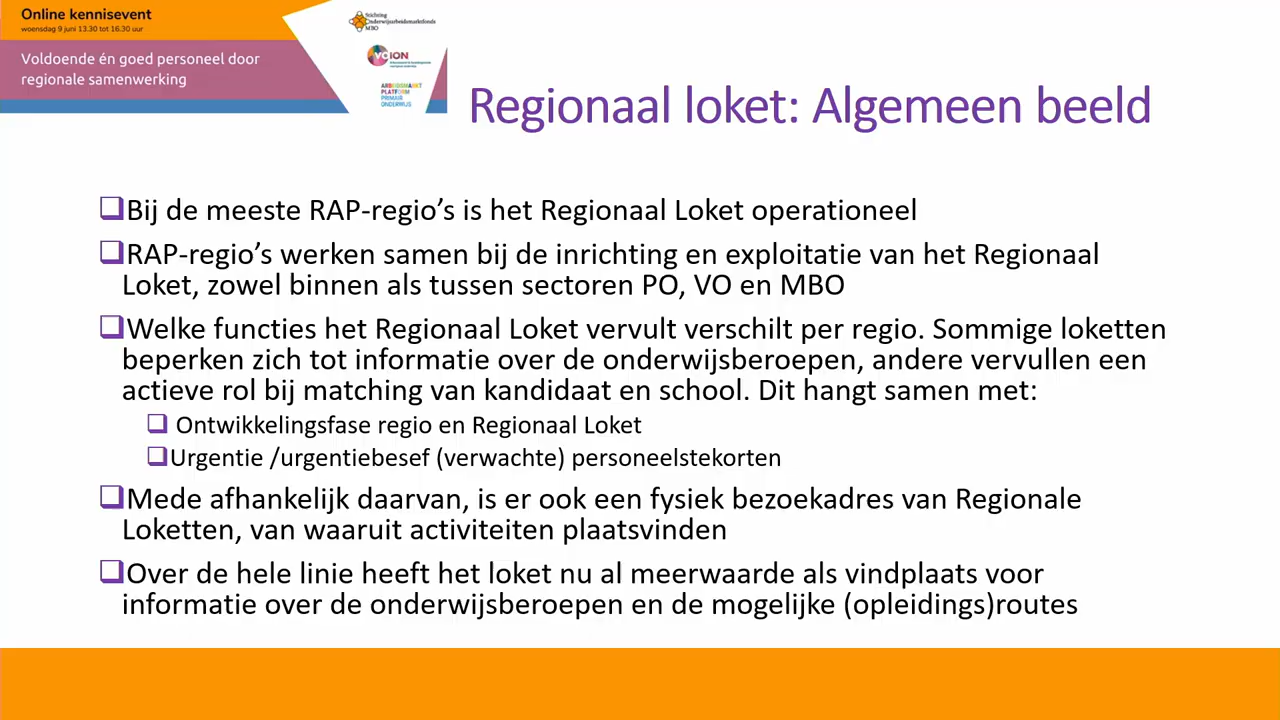 Online kennisevent
woensdag 9 juni 13.30 tot 16.30 uur
Voldoende én goed personeel door
regionale samenwerking
Stichting
Onderwijsarbeidsmarktfonds
MBO
VOION
ARBEIDSMARKT
PLATFORM
PRIMAIR
ONDERWIJS
Regionaal loket: Algemeen beeld
❑Bij de meeste RAP-regio’s is het Regionaal Loket operationeel
❑RAP-regio’s werken samen bij de inrichting en exploitatie van het Regionaal
Loket, zowel binnen als tussen sectoren PO, VO en MBO
❑Welke functies het Regionaal Loket vervult verschilt per regio. Sommige loketten
beperken zich tot informatie over de onderwijsberoepen, andere vervullen een
actieve rol bij matching van kandidaat en school. Dit hangt samen met:
❑ Ontwikkelingsfase regio en Regionaal Loket
❑Urgentie /urgentiebesef (verwachte) personeelstekorten
❑Mede afhankelijk daarvan, is er ook een fysiek bezoekadres van Regionale
Loketten, van waaruit activiteiten plaatsvinden
❑Over de hele linie heeft het loket nu al meerwaarde als vindplaats voor
informatie over de onderwijsberoepen en de mogelijke (opleidings)routes